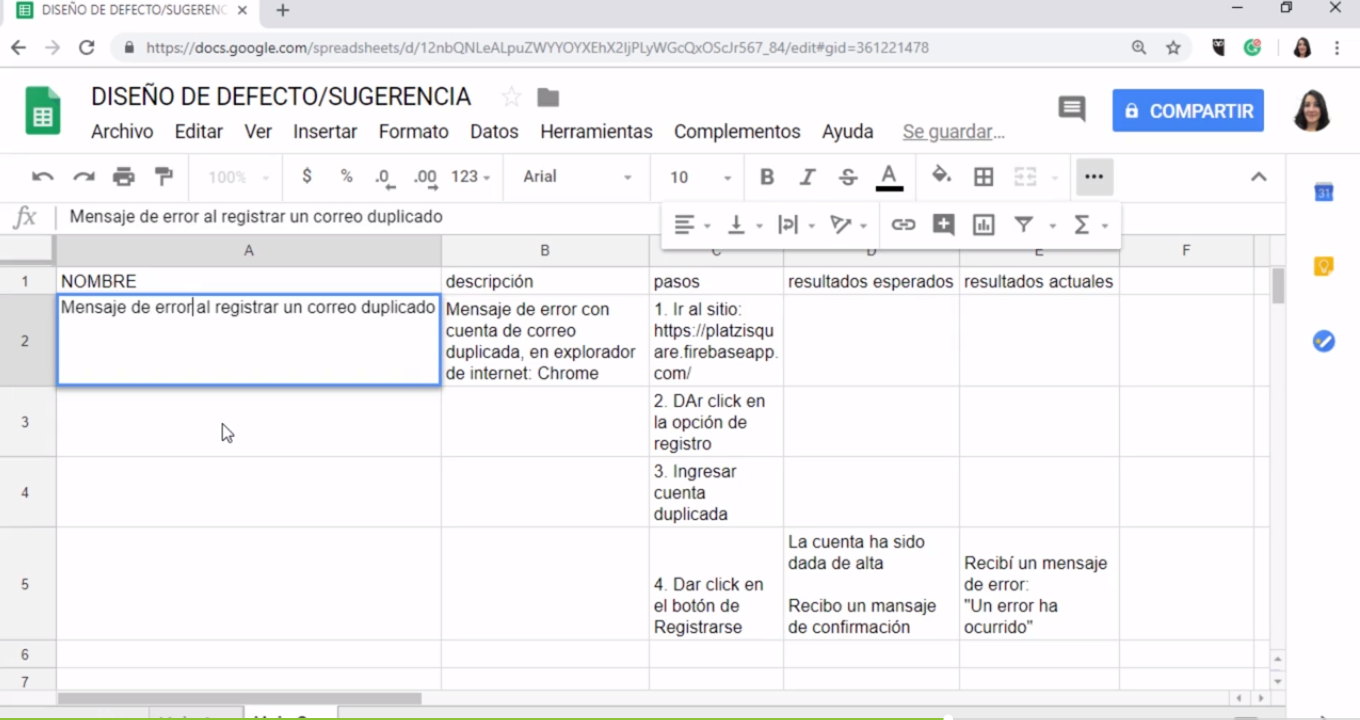 DISEÑO DE DEFECTO/SUGERENC
https://docs.google.com/spreadsheets/d/12nbQNLeALpuZWYYOYXEhX2ljPLyWGcQxOScJr567_84/edit#gid=361221478
DISEÑO DE DEFECTO/SUGERENCIA
COMPARTIR
Archivo Editar Ver Insertar Formato Datos Herramientas Complementos Ayuda Se guardar...
100% $ % .0 .00 123 Arial 10 B I S A
31
fx Mensaje de error al registrar un correo duplicado
A B C D E F
1 NOMBRE descripción pasos resultados esperados resultados actuales
2
Mensaje de error al registrar un correo duplicado
Mensaje de error con
cuenta de correo
duplicada, en explorador
de internet: Chrome
1. Ir al sitio:
https://platzisqu
are.firebaseapp.
com/
3
2. DAr click en
la opción de
registro
4
3. Ingresar
cuenta
duplicada
5
4. Dar click en
el botón de
Registrarse
La cuenta ha sido
dada de alta
Recibo un mansaje
de confirmación
Recibí un mensaje
de error:
"Un error ha
ocurrido"
6
7